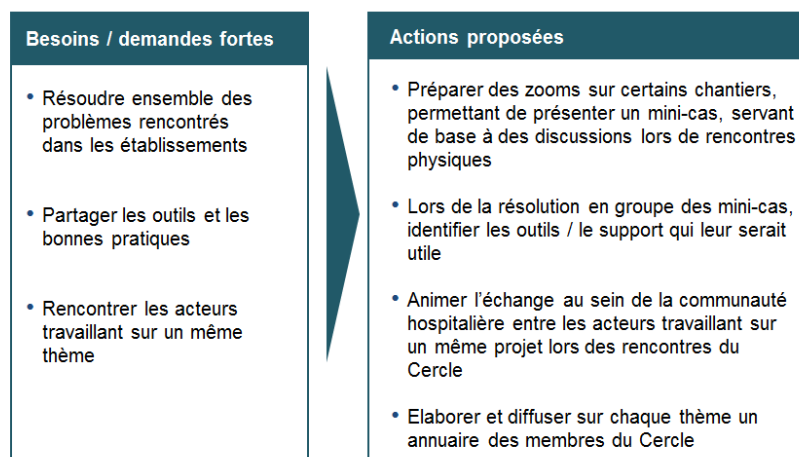 Besoins / demandes fortes
• Résoudre ensemble des
problèmes rencontrés
dans les établissements
• Partager les outils et les
bonnes pratiques
• Rencontrer les acteurs
travaillant sur un même
thème
Actions proposées
• Préparer des zooms sur certains chantiers,
permettant de présenter un mini-cas, servant
de base à des discussions lors de rencontres
physiques
• Lors de la résolution en groupe des mini-cas,
identifier les outils / le support qui leur serait
utile
• Animer l’échange au sein de la communauté
hospitalière entre les acteurs travaillant sur
un même projet lors des rencontres du
Cercle
• Elaborer et diffuser sur chaque thème un
annuaire des membres du Cercle